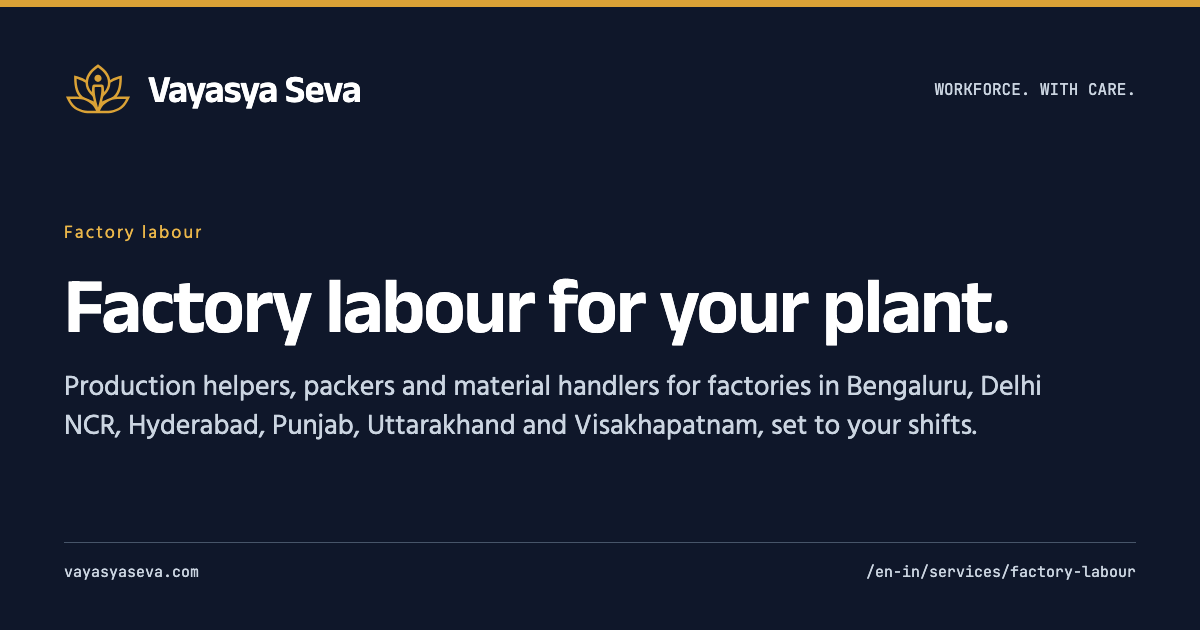 Vayasya Seva
WORKFORCE. WITH CARE.
Factory labour
Factory labour for your plant.
Production helpers, packers and material handlers for factories in Bengaluru, Delhi
NCR, Hyderabad, Punjab, Uttarakhand and Visakhapatnam, set to your shifts.
vayasyaseva.com
/en-in/services/factory-labour